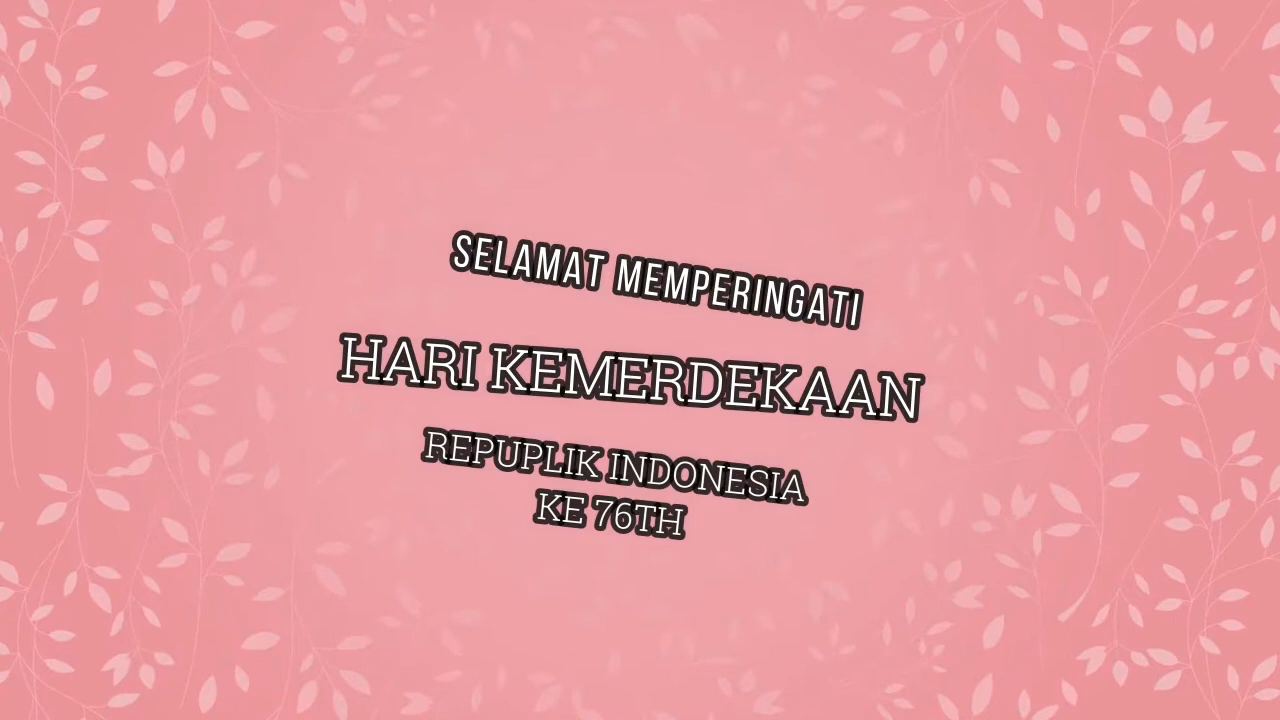 SELAMAT MEMPERINGATI
HARI KEMERDEKAAN
REPUPLIK INDONESIA
KE 76TH